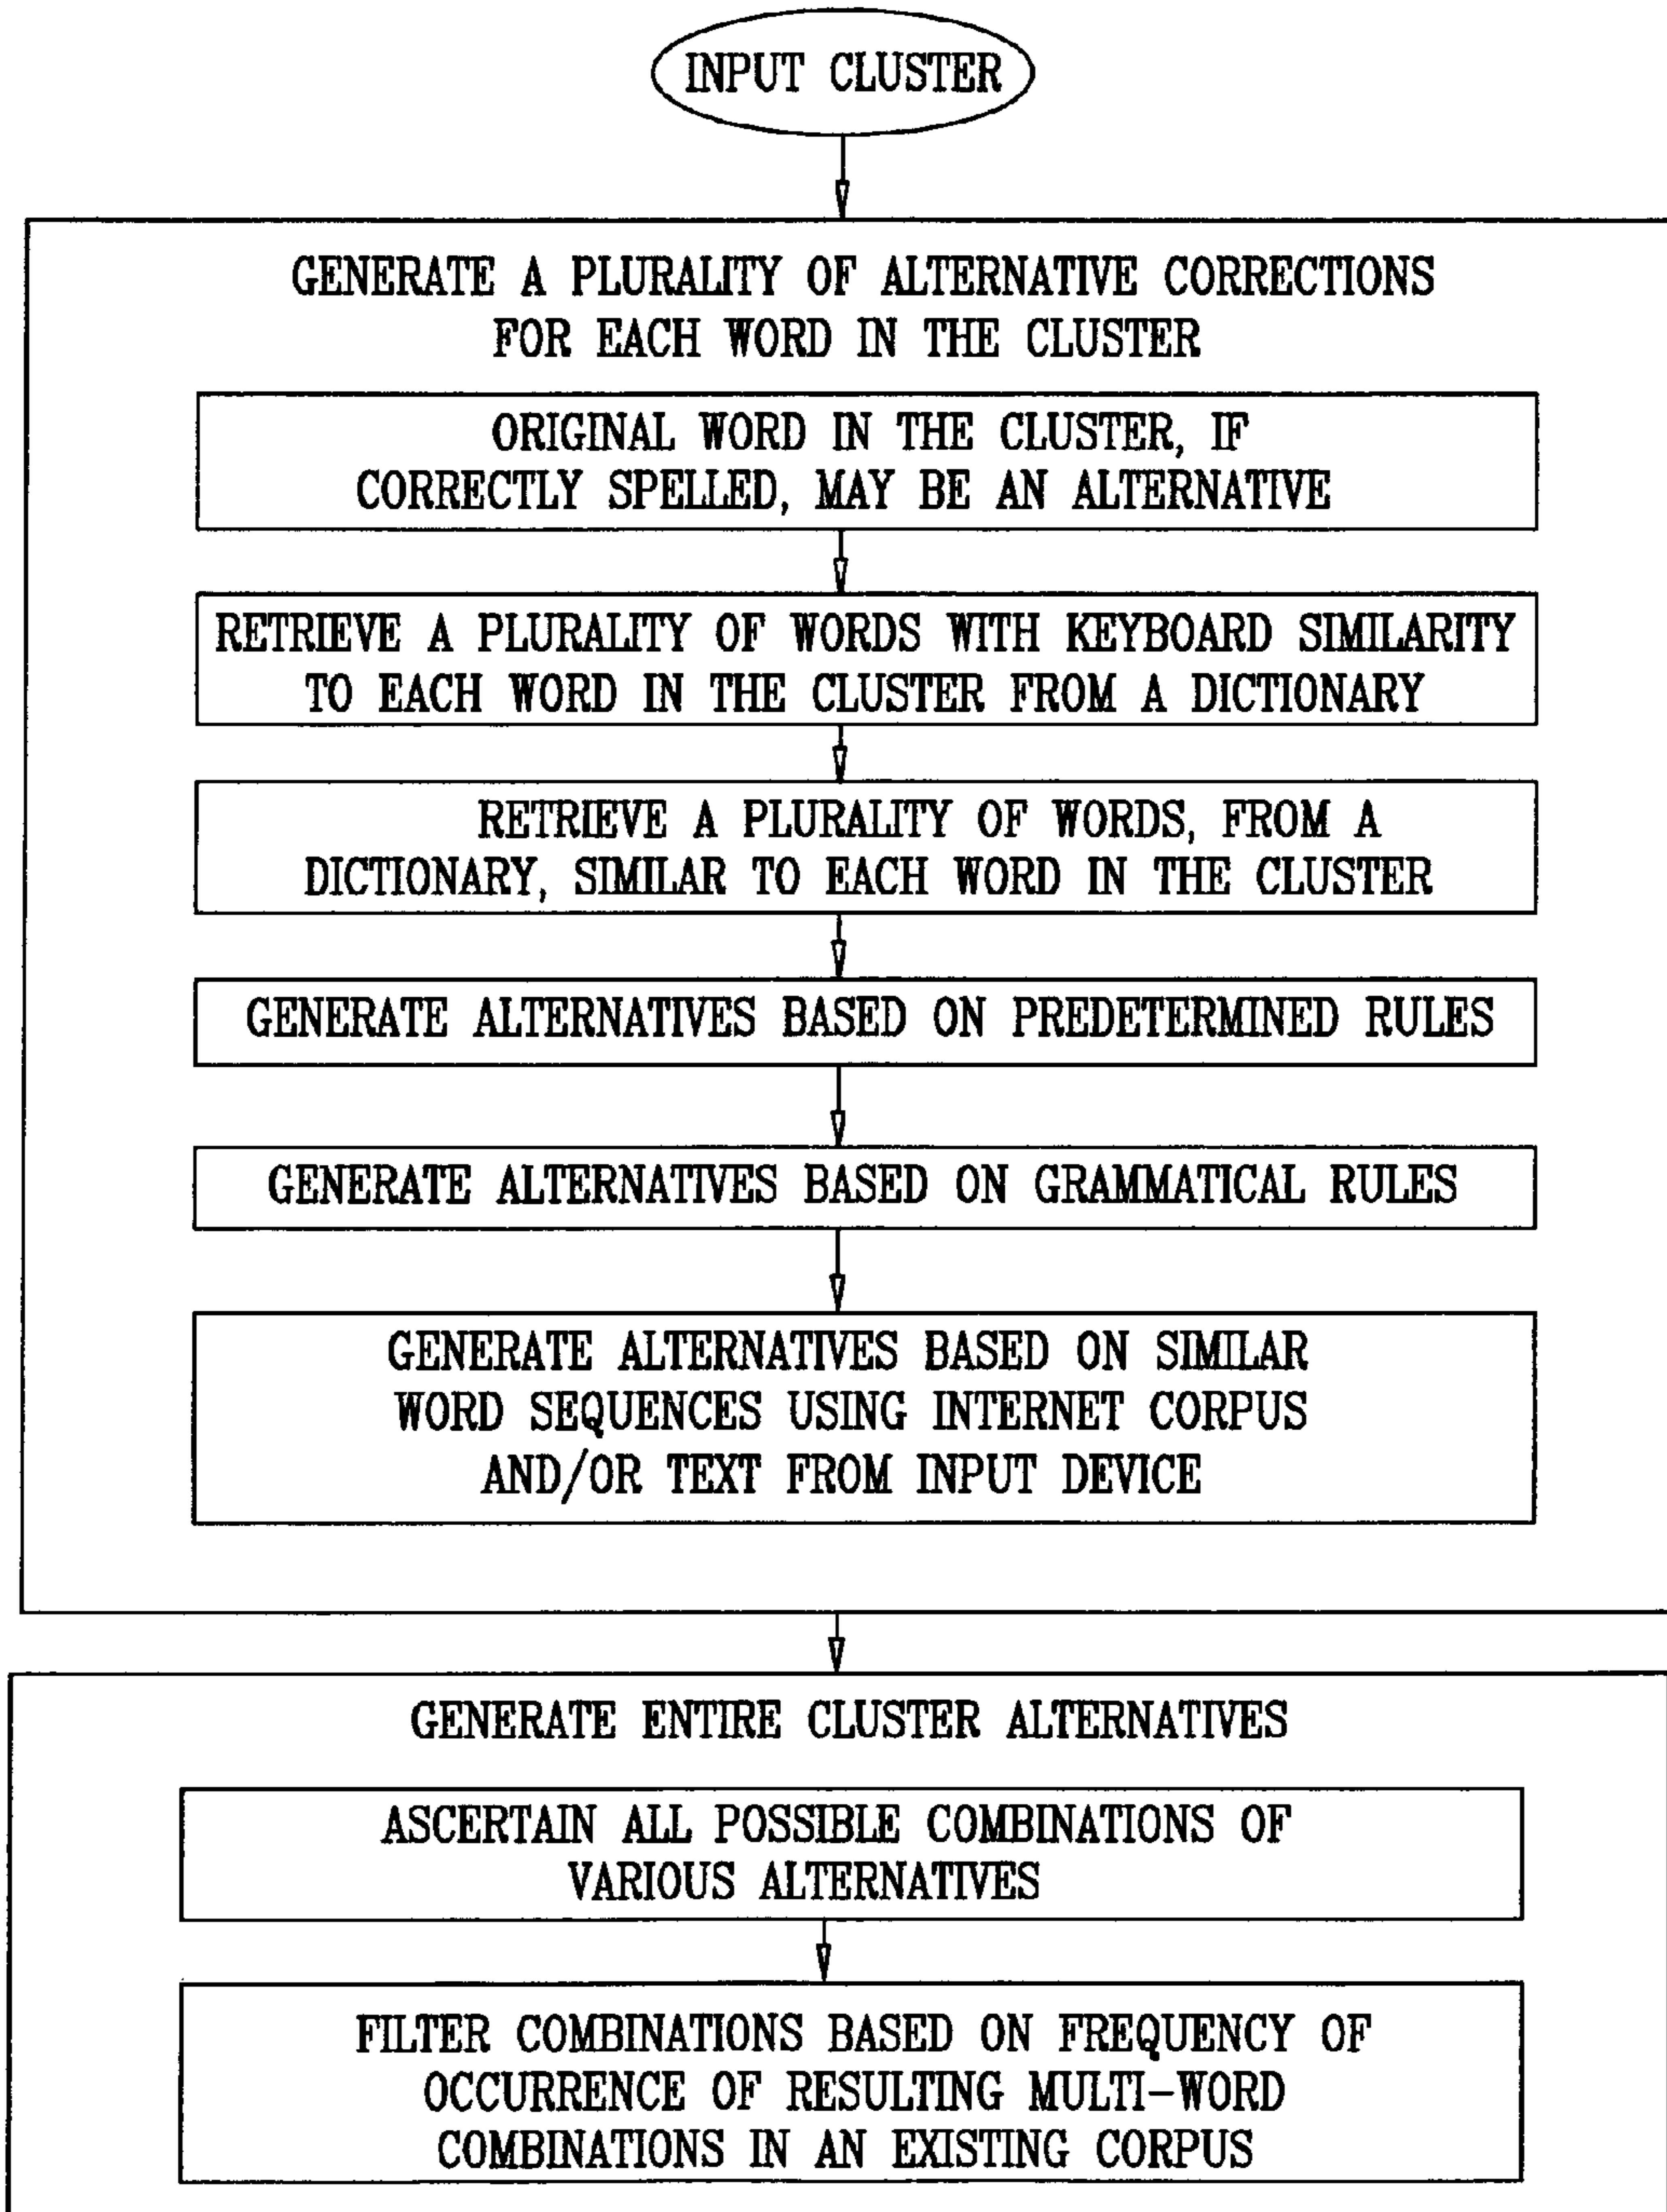 INPUT CLUSTER
GENERATE A PLURALITY OF ALTERNATIVE CORRECTIONS
FOR EACH WORD IN THE CLUSTER
ORIGINAL WORD IN THE CLUSTER, IF
CORRECTLY SPELLED, MAY BE AN ALTERNATIVE
RETRIEVE A PLURALITY OF WORDS WITH KEYBOARD SIMILARITY
TO EACH WORD IN THE CLUSTER FROM A DICTIONARY
RETRIEVE A PLURALITY OF WORDS, FROM A
DICTIONARY, SIMILAR TO EACH WORD IN THE CLUSTER
GENERATE ALTERNATIVES BASED ON PREDETERMINED RULES
GENERATE ALTERNATIVES BASED ON GRAMMATICAL RULES
GENERATE ALTERNATIVES BASED ON SIMILAR
WORD SEQUENCES USING INTERNET CORPUS
AND/OR TEXT FROM INPUT DEVICE
GENERATE ENTIRE CLUSTER ALTERNATIVES
ASCERTAIN ALL POSSIBLE COMBINATIONS OF
VARIOUS ALTERNATIVES
FILTER COMBINATIONS BASED ON FREQUENCY OF
OCCURRENCE OF RESULTING MULTI-WORD
COMBINATIONS IN AN EXISTING CORPUS